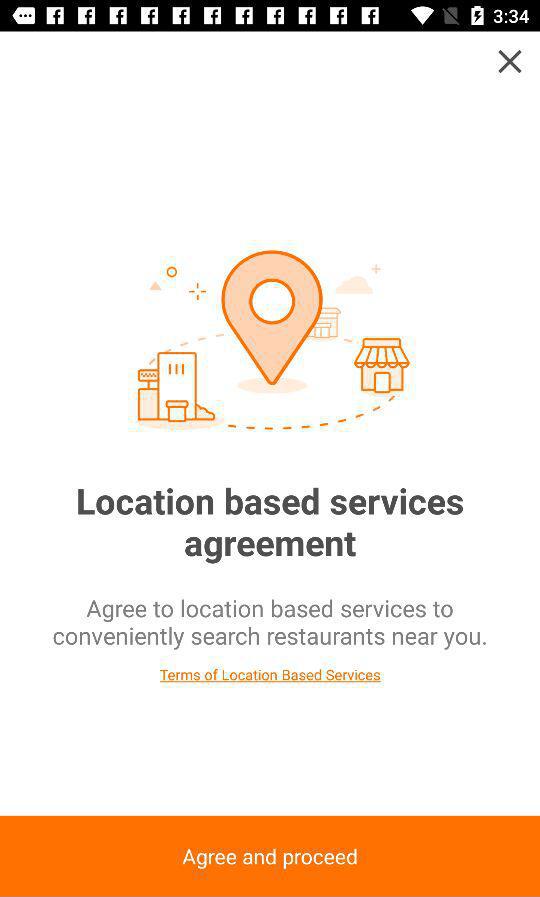 3:34
Location based services
agreement
Agree to location based services to
conveniently search restaurants near you.
Terms of Location Based Services
Agree and proceed